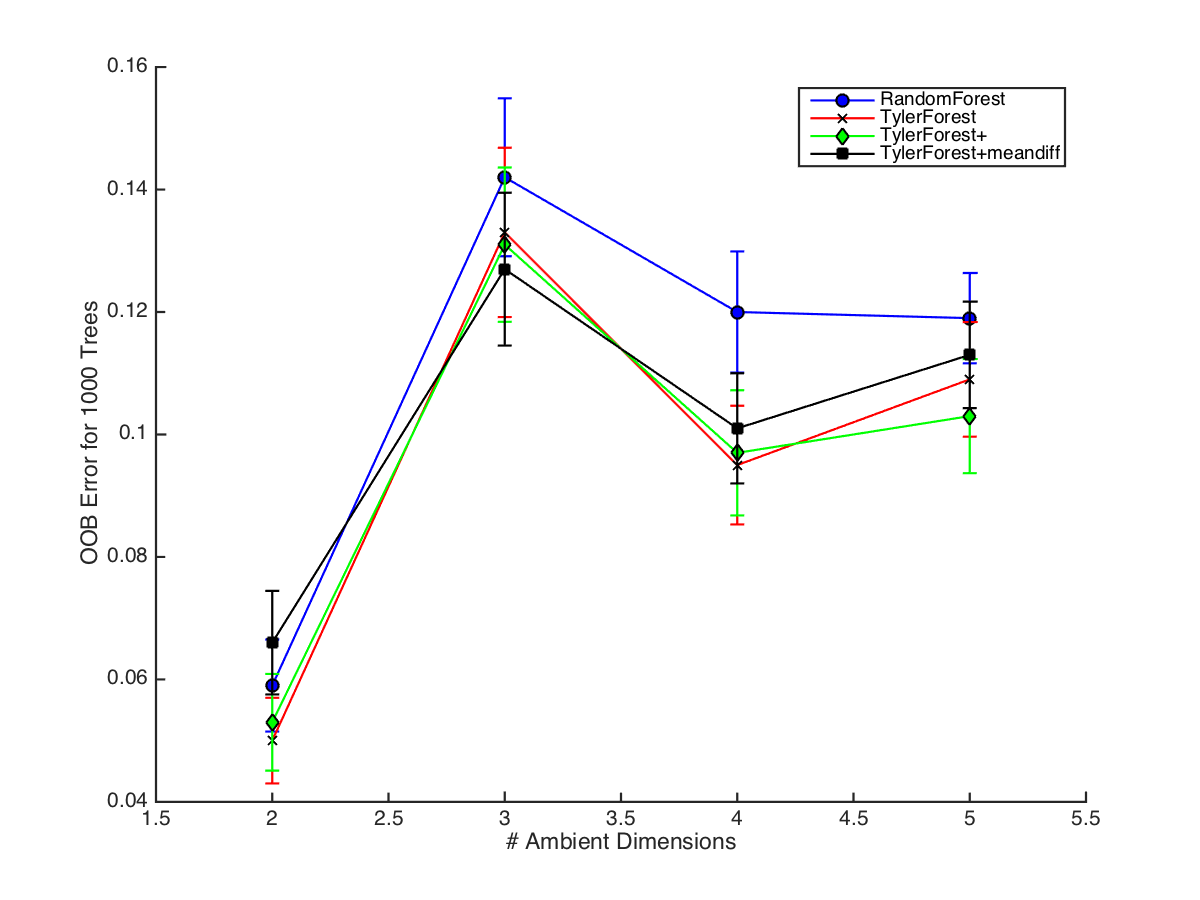 0.16
0.14
0.12
0.1
0.08
0.06
0.04
OOB Error for 1000 Trees
RandomForest
TylerForest
TylerForest+
TylerForest+meandiff
1.5 2 2.5 3 3.5 4 4.5 5 5.5
# Ambient Dimensions